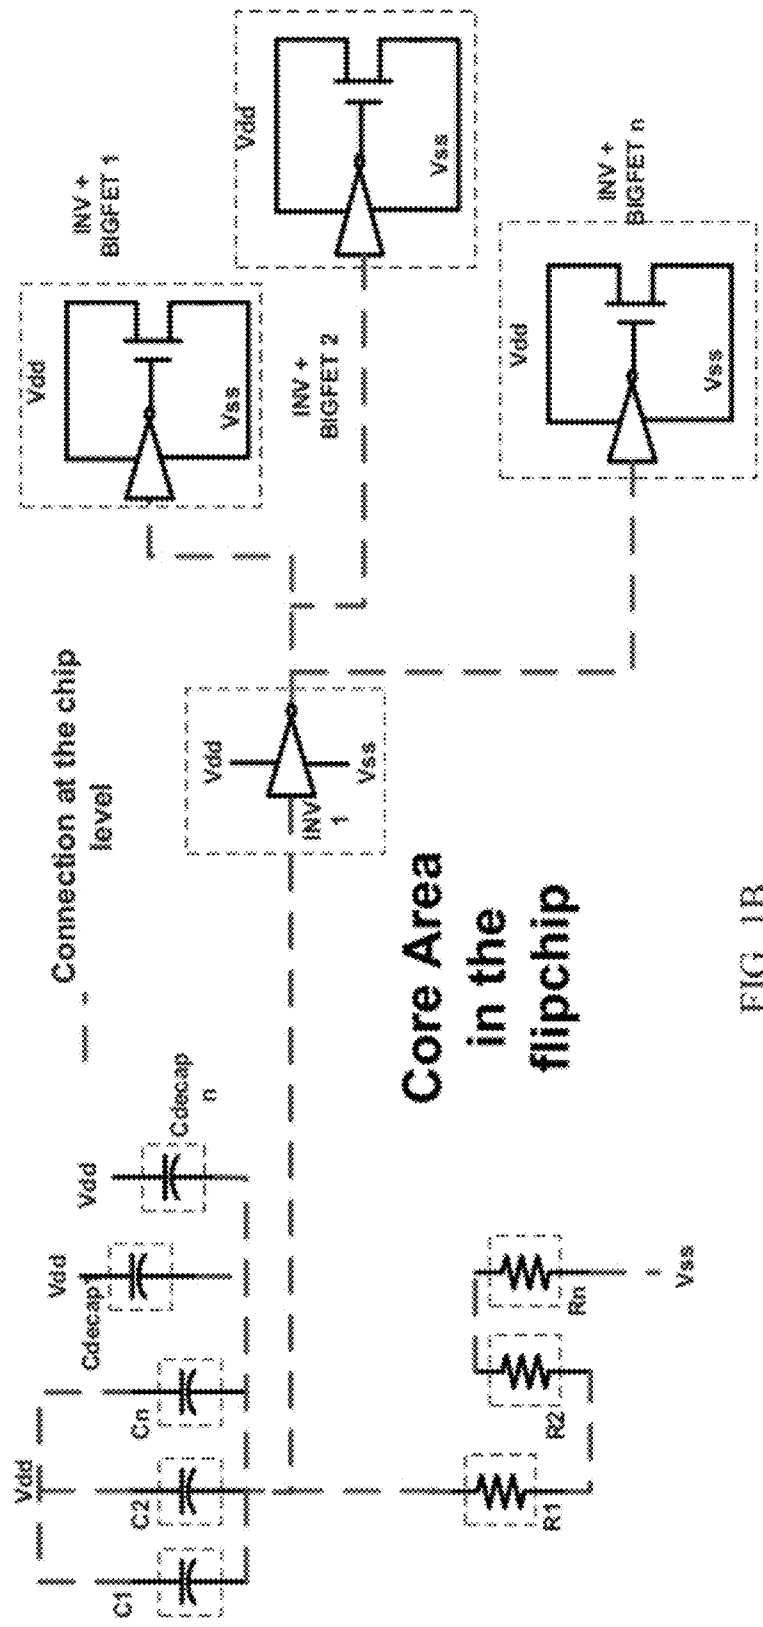 Vdd
C1
C2
Cn
Vdd
Cdecap1
Vdd
Cdecap
n
Connection at the chip
level
R1
R2
Rn
Vss
Core Area
in the
flipchip
Vdd
INV
1
Vss
Vdd
Vss
INV +
BIGFET 1
INV +
BIGFET 2
Vdd
Vss
Vdd
Vss
INV +
BIGFET n
FIG. 1B